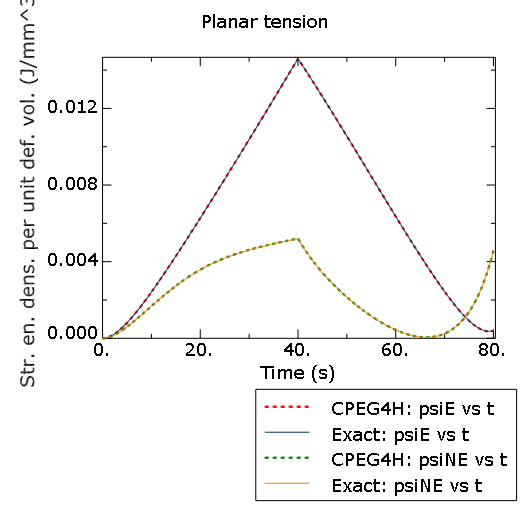 Planar tension
Str. en. dens. per unit def. vol. (J/mm^3
0.012
0.008
0.004
0.000
0. 20. 40. 60. 80.
Time (s)
CPEG4H: psiE vs t
Exact: psiE vs t
CPEG4H: psiNE vs t
Exact: psiNE vs t